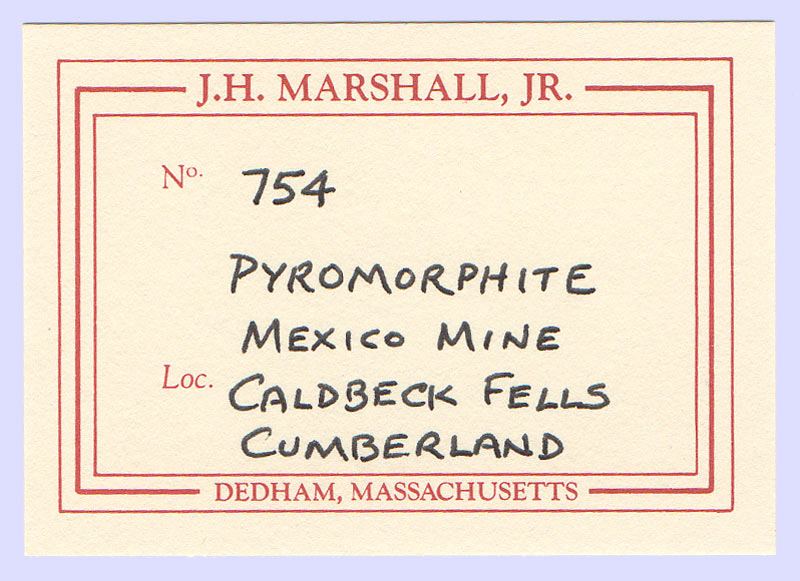 J.H. MARSHALL, JR.
No. 754
PYROMORPHITE
MEXICO MINE
Loc. CALDBECK FELLS
CUMBERLAND
DEDHAM, MASSACHUSETTS